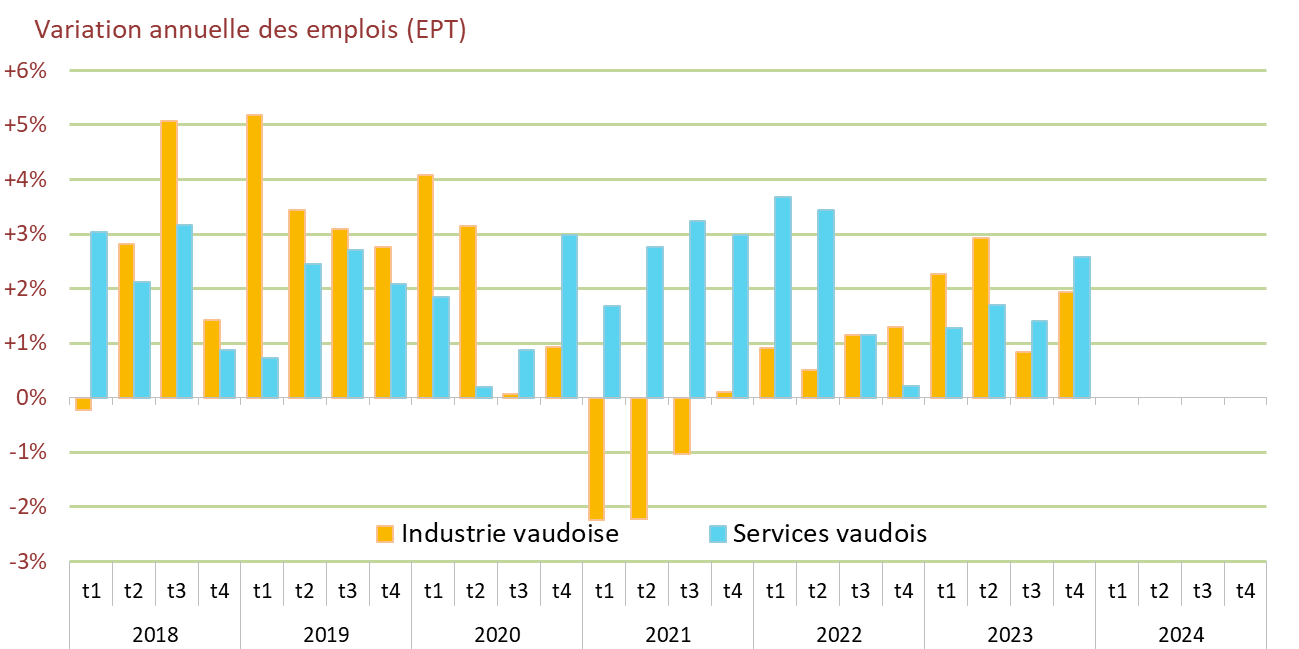 Variation annuelle des emplois (EPT)
+6%
+5%
+4%
+3%
+2%
+1%
0%
-1%
-2%
Industrie vaudoise Services vaudois
-3%
t1 t2 t3 t4 t1 t2 t3 t4 t1 t2 t3 t4 t1 t2 t3 t4 t1 t2 t3 t4 t1 t2 t3 t4 t1 t2 t3 t4
2018 2019 2020 2021 2022 2023 2024